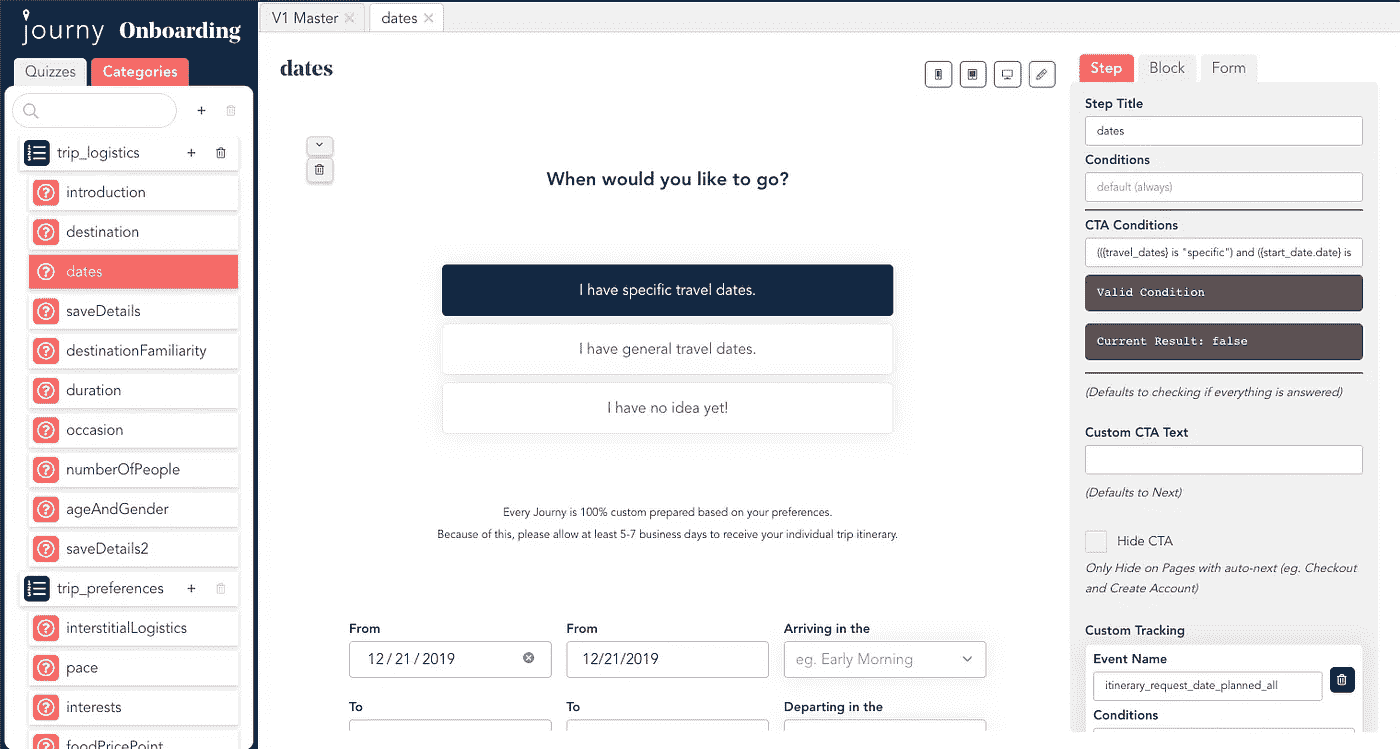 journy Onboarding
Quizzes
Categories
trip_logistics
introduction
destination
dates
saveDetails
destinationFamiliarity
duration
occasion
numberOfPeople
ageAndGender
saveDetails2
trip_preferences
interstitialLogistics
pace
interests
foodPricePoint
V1 Master
dates
dates
When would you like to go?
I have specific travel dates.
I have general travel dates.
I have no idea yet!
Every Journy is 100% custom prepared based on your preferences.
Because of this, please allow at least 5-7 business days to receive your individual trip itinerary.
From
From
Arriving in the
12 / 21 / 2019
12/21/2019
eg. Early Morning
To
To
Departing in the
Step
Block
Form
Step Title
dates
Conditions
default (always)
CTA Conditions
(({travel_dates} is "specific") and ({start_date.date} is
Valid Condition
Current Result: false
(Defaults to checking if everything is answered)
Custom CTA Text
(Defaults to Next)
Hide CTA
Only Hide on Pages with auto-next (eg. Checkout
and Create Account)
Custom Tracking
Event Name
itinerary_request_date_planned_all
Conditions